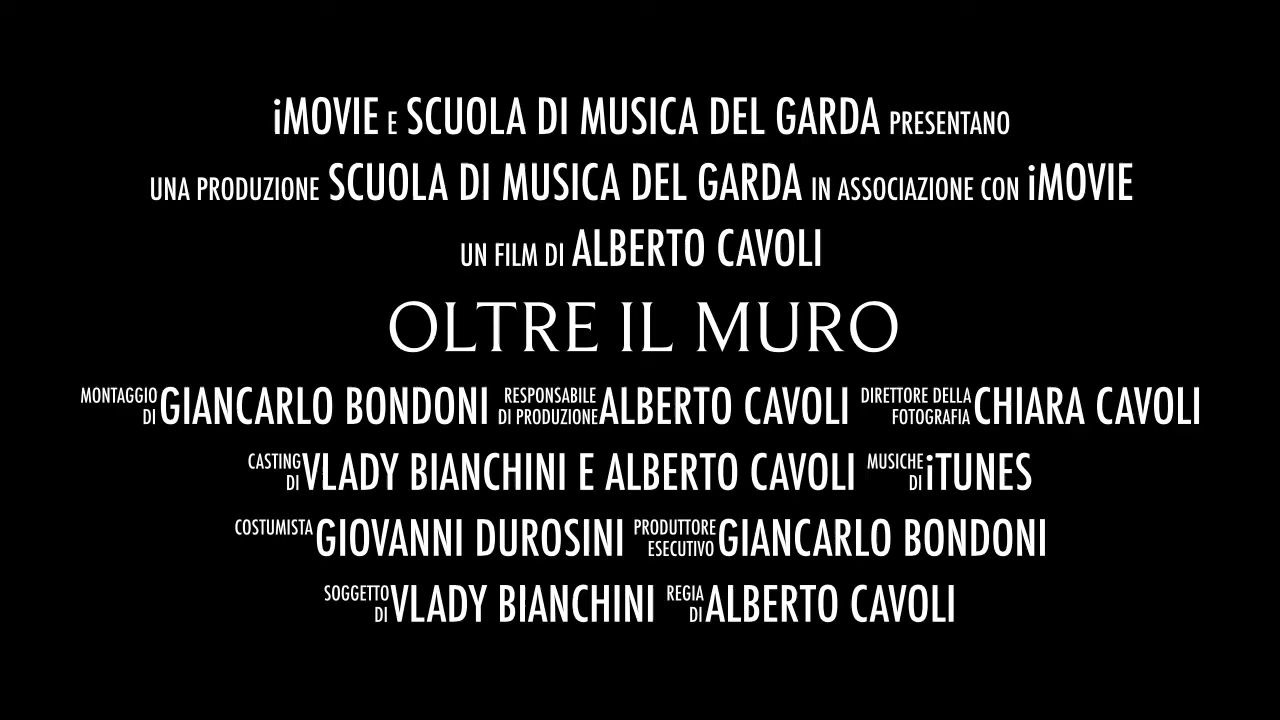 iMOVIE E SCUOLA DI MUSICA DEL GARDA PRESENTANO
UNA PRODUZIONE SCUOLA DI MUSICA DEL GARDA IN ASSOCIAZIONE CON iMOVIE
UN FILM DI ALBERTO CAVOLI
OLTRE IL MURO
MONTAGGIO DI GIANCARLO BONDONI RESPONSABILE DI PRODUZIONE ALBERTO CAVOLI DIRETTORE DELLA FOTOGRAFIA CHIARA CAVOLI
CASTING DI VLADY BIANCHINI E ALBERTO CAVOLI MUSICHE DI iTUNES
COSTUMISTA GIOVANNI DUROSINI PRODUTTORE ESECUTIVO GIANCARLO BONDONI
SOGGETTO DI VLADY BIANCHINI REGIA DI ALBERTO CAVOLI